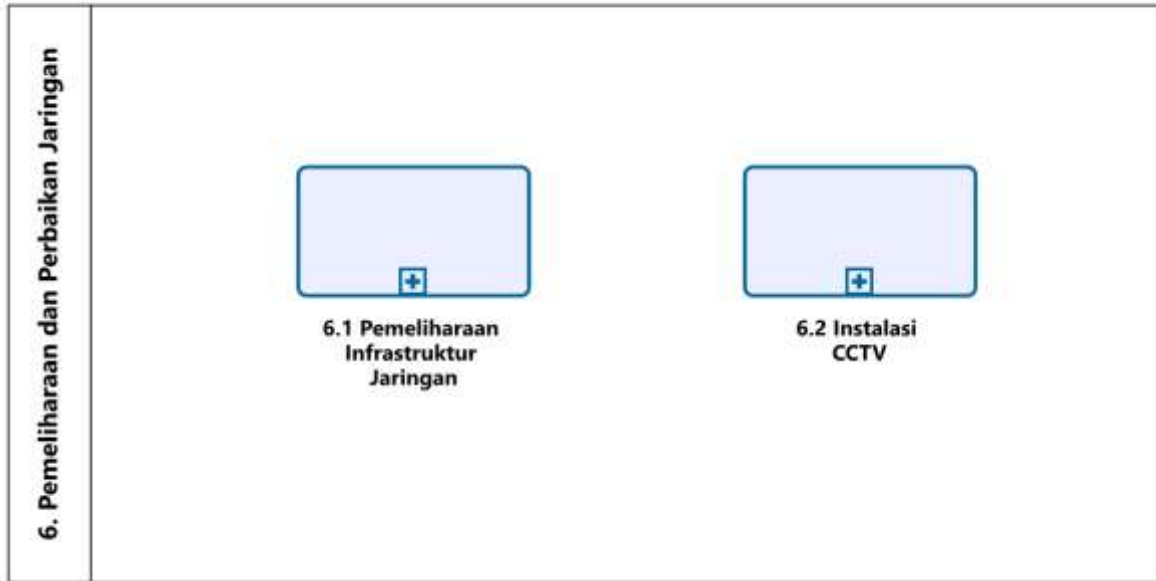 6. Pemeliharaan dan Perbaikan Jaringan
6.1 Pemeliharaan
Infrastruktur
Jaringan
6.2 Instalasi
CCTV